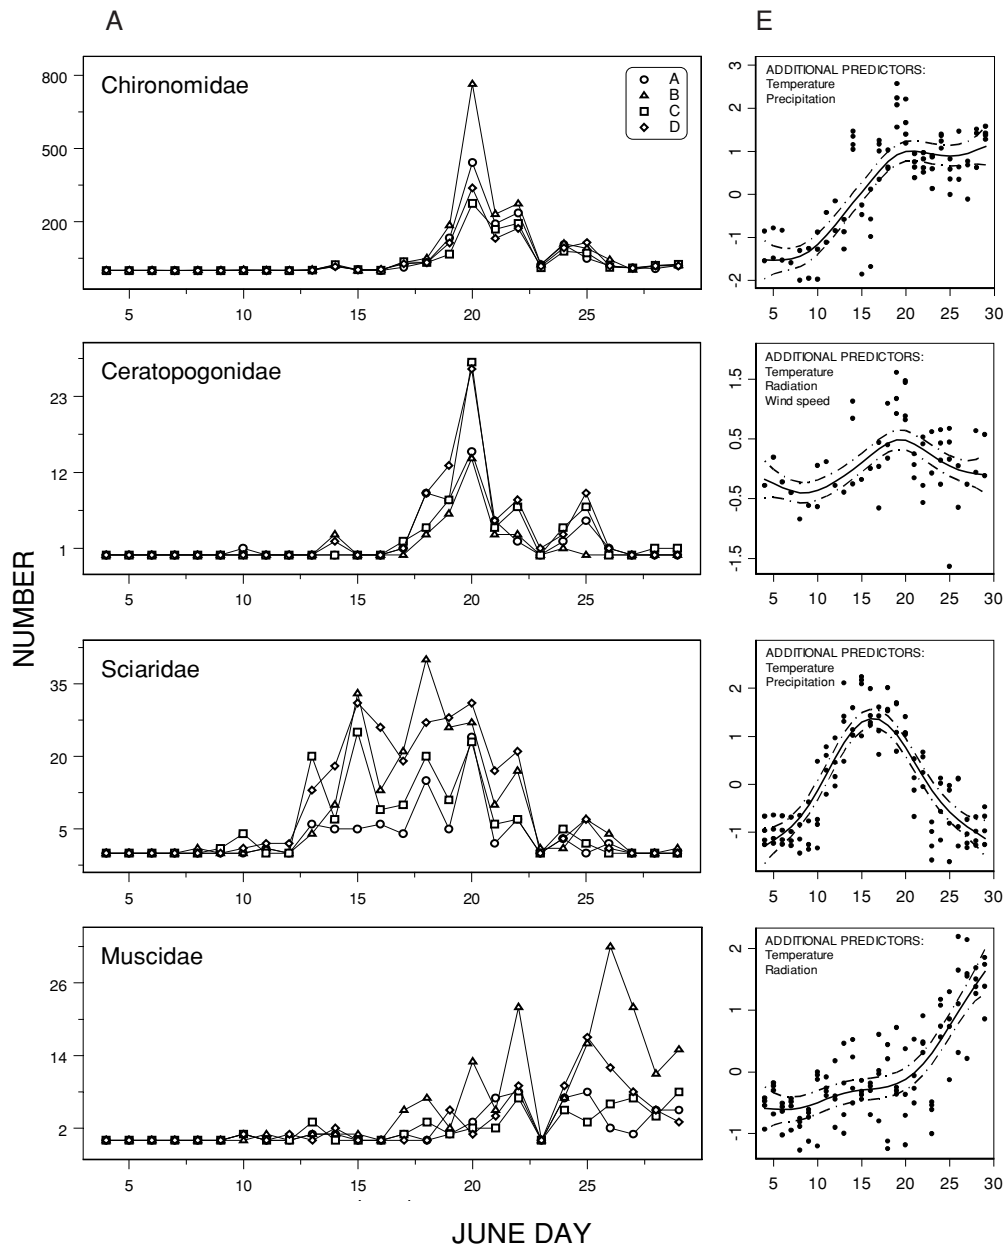 A
E
Chironomidae
A
B
C
D
800
500
200
5
10
15
20
25
ADDITIONAL PREDICTORS:
Temperature
Precipitation
3
2
1
0
-1
-2
5
10
15
20
25
30
Ceratopogonidae
23
12
1
5
10
15
20
25
ADDITIONAL PREDICTORS:
Temperature
Radiation
Wind speed
1.5
0.5
-0.5
-1.5
5
10
15
20
25
30
NUMBER
Sciaridae
35
20
5
5
10
15
20
25
ADDITIONAL PREDICTORS:
Temperature
Precipitation
2
1
0
-1
5
10
15
20
25
30
Muscidae
26
14
2
5
10
15
20
25
ADDITIONAL PREDICTORS:
Temperature
Radiation
2
1
0
-1
5
10
15
20
25
30
JUNE DAY